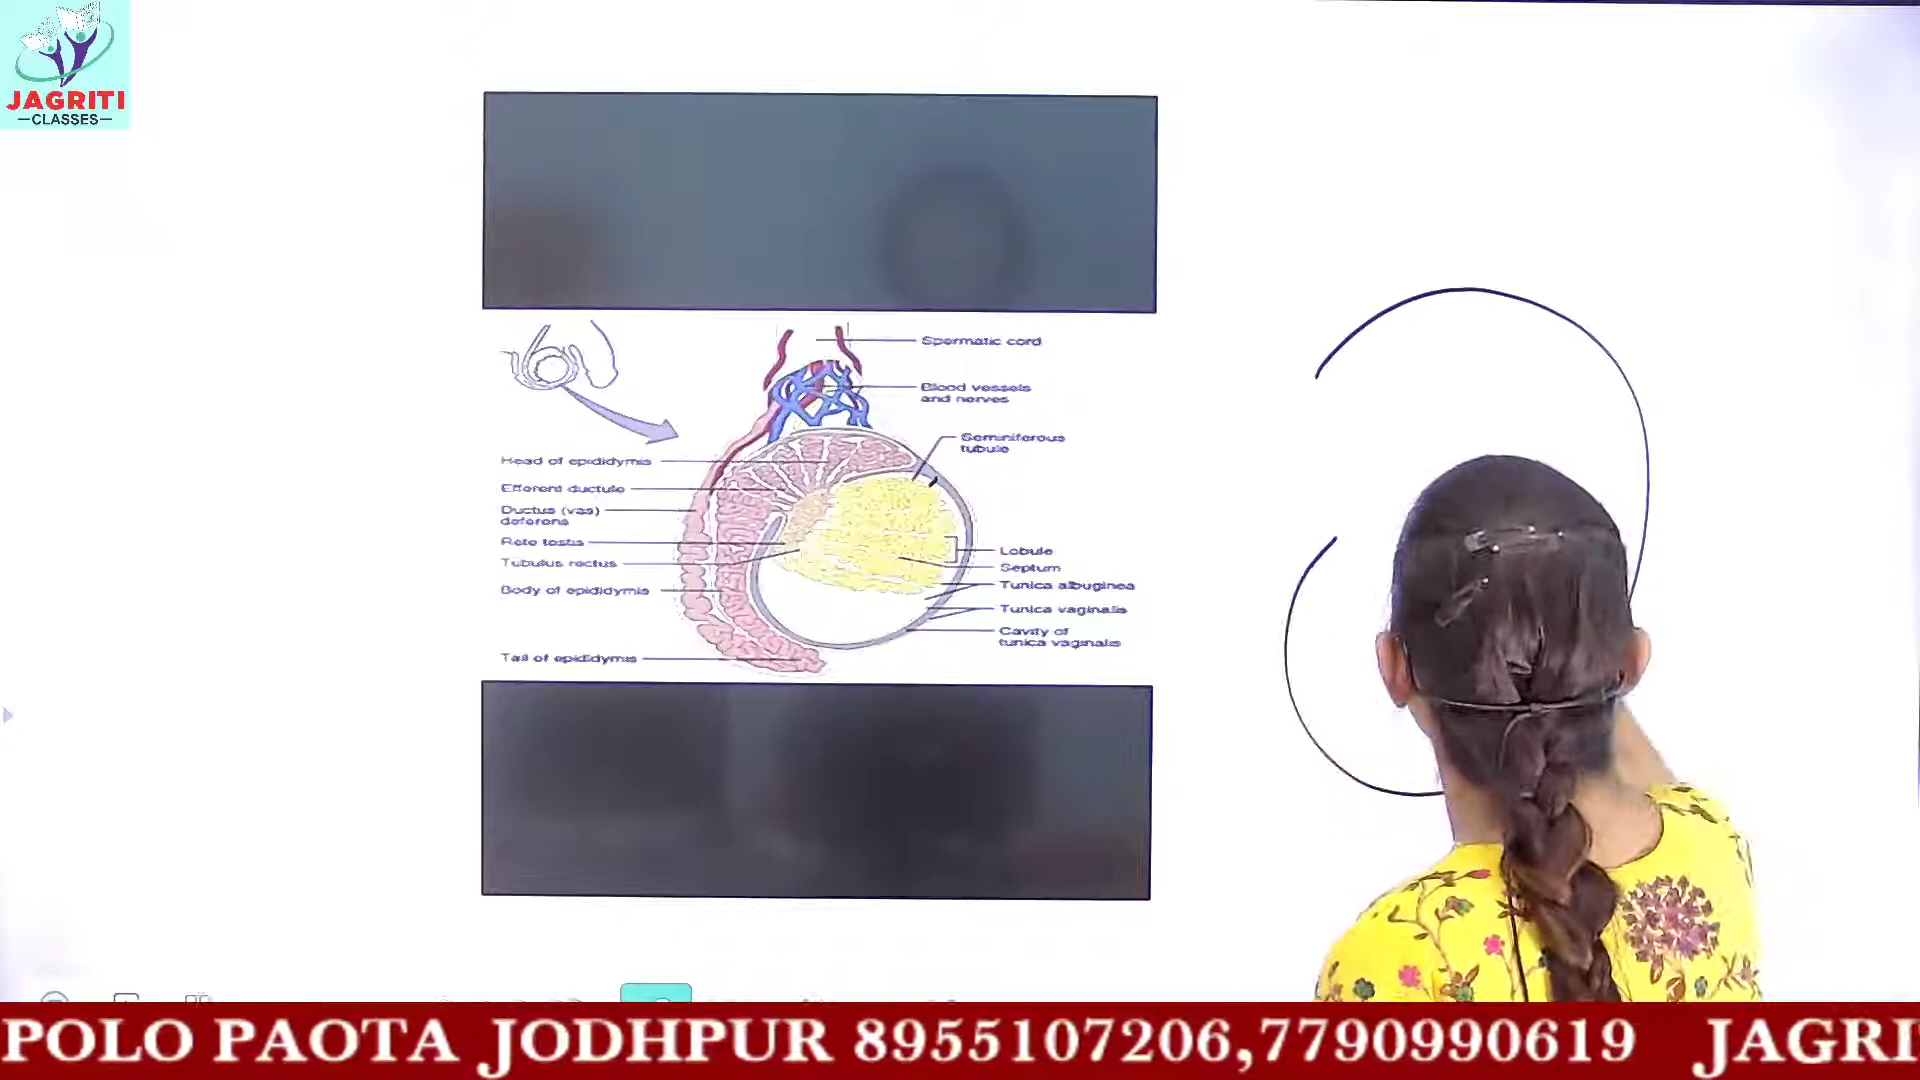 JAGRITI
CLASSES
Spermatic cord
Blood vessels
and nerves
Seminiferous
tubule
Head of epididymis
Efferent ductule
Ductus (vas)
deferens
Rete testis
Tubulus rectus
Body of epididymis
Tail of epididymis
Lobule
Septum
Tunica albuginea
Tunica vaginalis
Cavity of
tunica vaginalis
POLO PAOTA JODHPUR 8955107206,7790990619 JAGRI